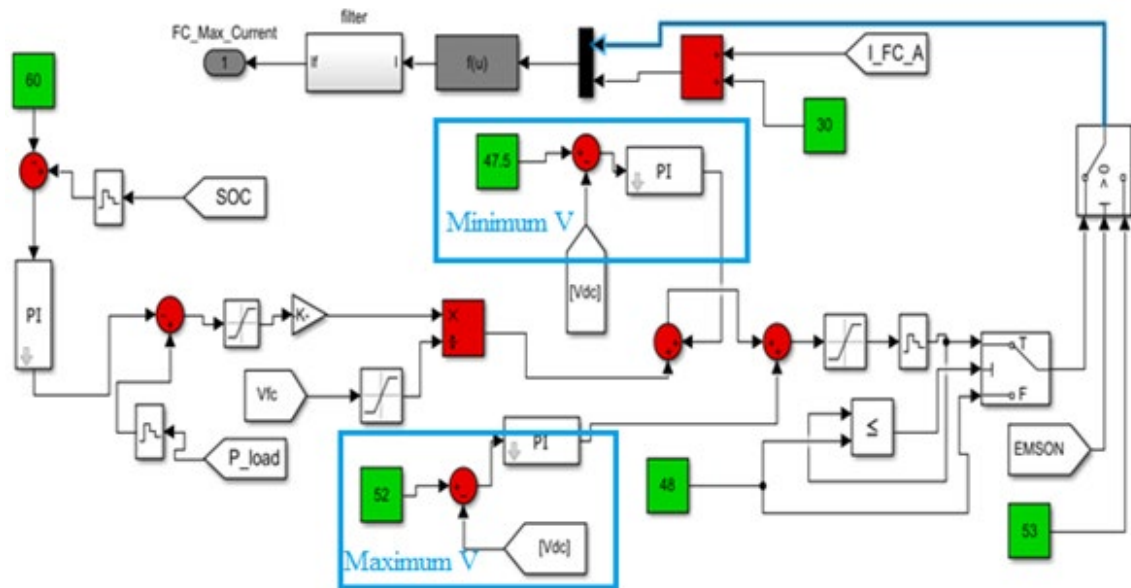 filter
FC_Max_Current
1
If
I
f(u)
I_FC_A
60
30
47.5
PI
SOC
Minimum V
[Vdc]
PI
K-
×
÷
Vfc
T
F
≤
PI
P_load
EMSON
52
48
53
[Vdc]
Maximum V